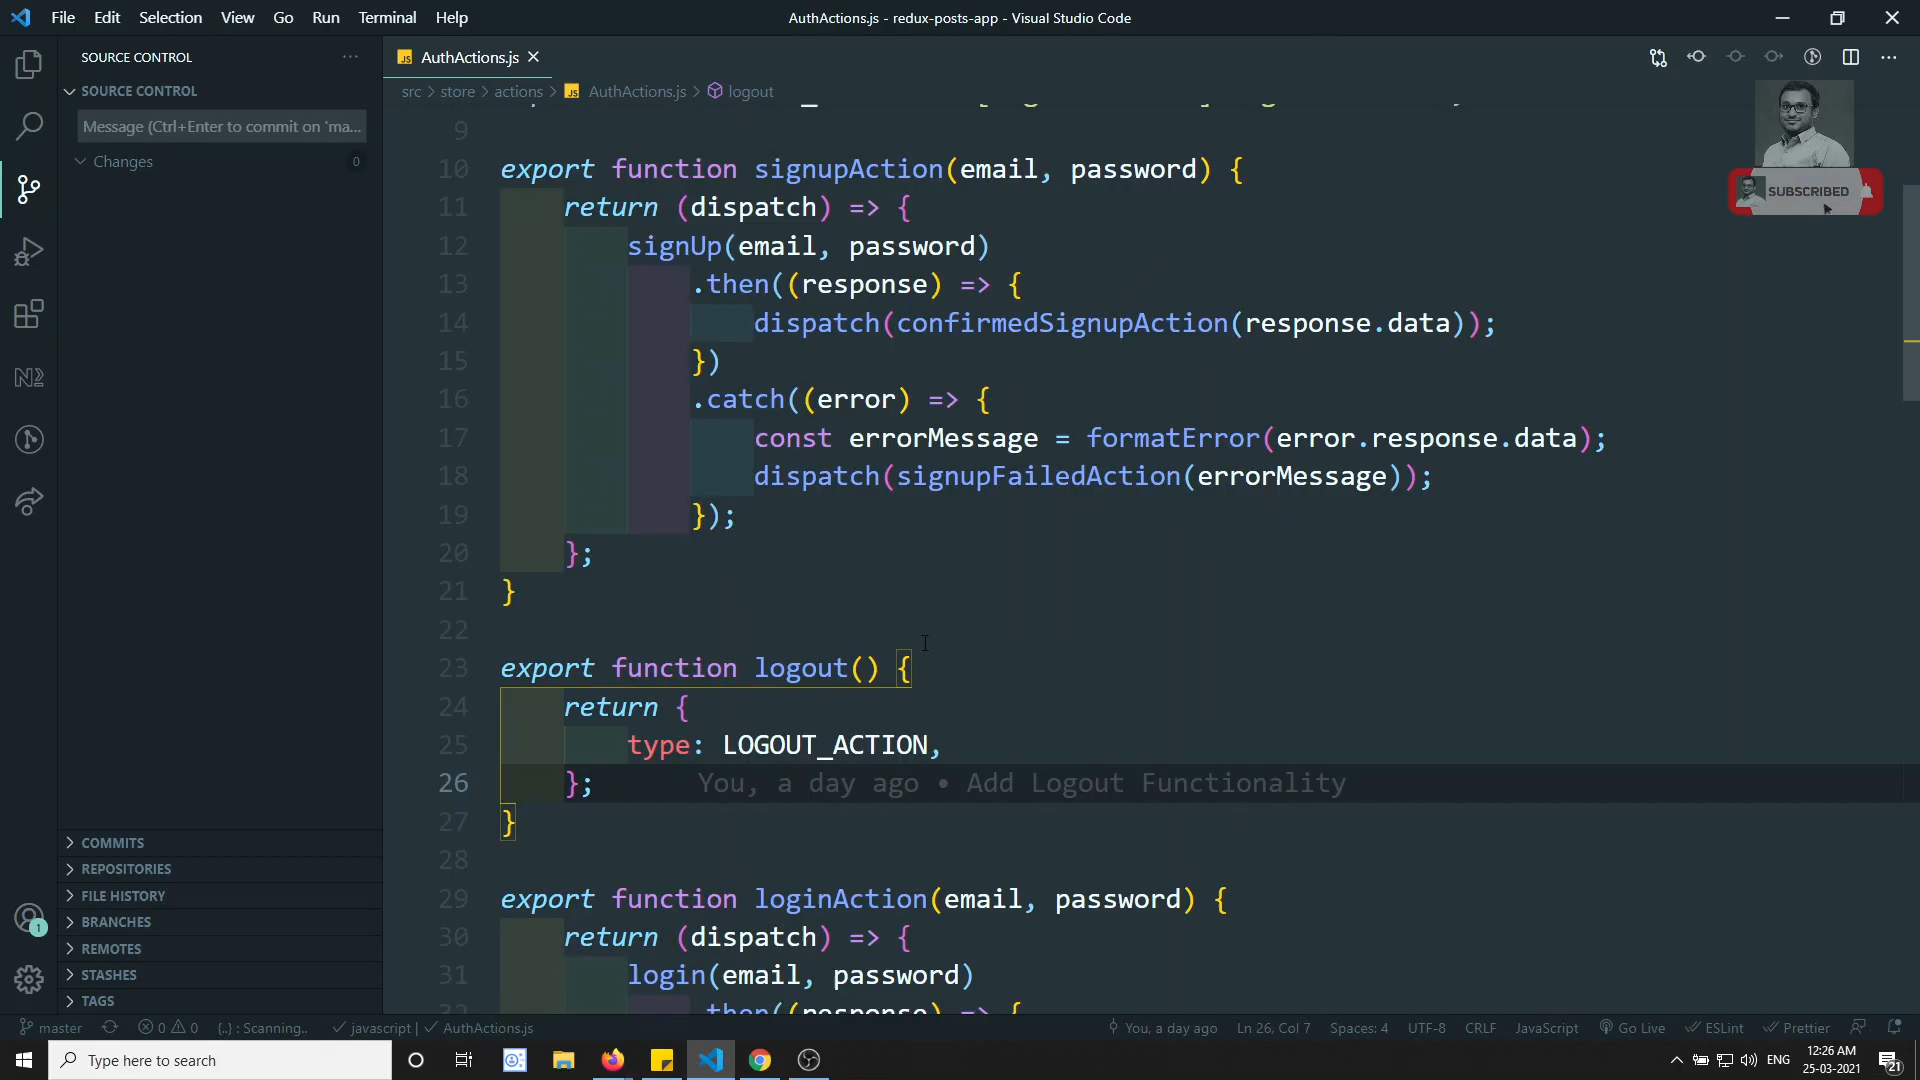 File Edit Selection View Go Run Terminal Help
AuthActions.js - redux-posts-app - Visual Studio Code
SOURCE CONTROL
SOURCE CONTROL
Message (Ctrl+Enter to commit on 'ma...
Changes 0
COMMITS
REPOSITORIES
FILE HISTORY
BRANCHES
REMOTES
STASHES
TAGS
JS AuthActions.js
src > store > actions > JS AuthActions.js > logout
SUBSCRIBED
9
10 export function signupAction(email, password) {
11 return (dispatch) => {
12 signUp(email, password)
13 .then((response) => {
14 dispatch(confirmedSignupAction(response.data));
15 })
16 .catch((error) => {
17 const errorMessage = formatError(error.response.data);
18 dispatch(signupFailedAction(errorMessage));
19 });
20 };
21 }
22
23 export function logout() {
24 return {
25 type: LOGOUT_ACTION,
26 }; You, a day ago • Add Logout Functionality
27 }
28
29 export function loginAction(email, password) {
30 return (dispatch) => {
31 login(email, password)
32 .then((response) => {
master 0 0 {..} : Scanning.. javascript | AuthActions.js You, a day ago Ln 26, Col 7 Spaces: 4 UTF-8 CRLF JavaScript Go Live ESLint Prettier
Type here to search
ENG
12:26 AM
25-03-2021
21
1